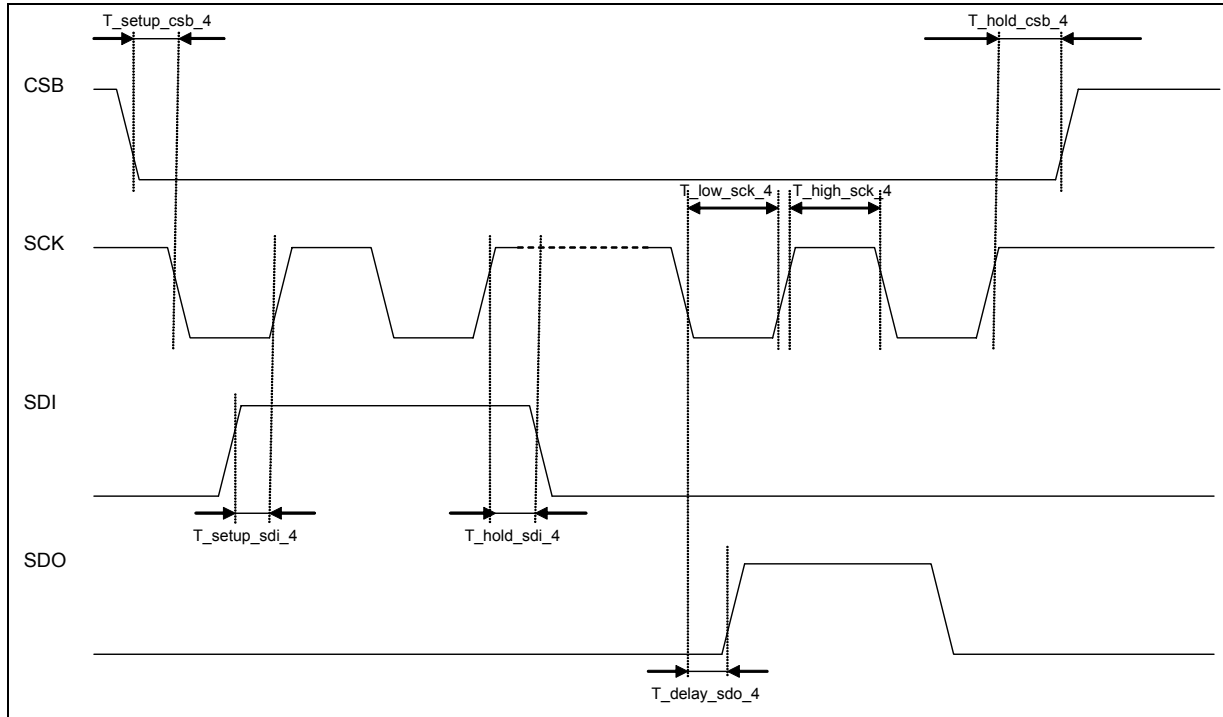 T_setup_csb_4
T_hold_csb_4
CSB
T_low_sck_4
T_high_sck_4
SCK
SDI
T_setup_sdi_4
T_hold_sdi_4
SDO
T_delay_sdo_4